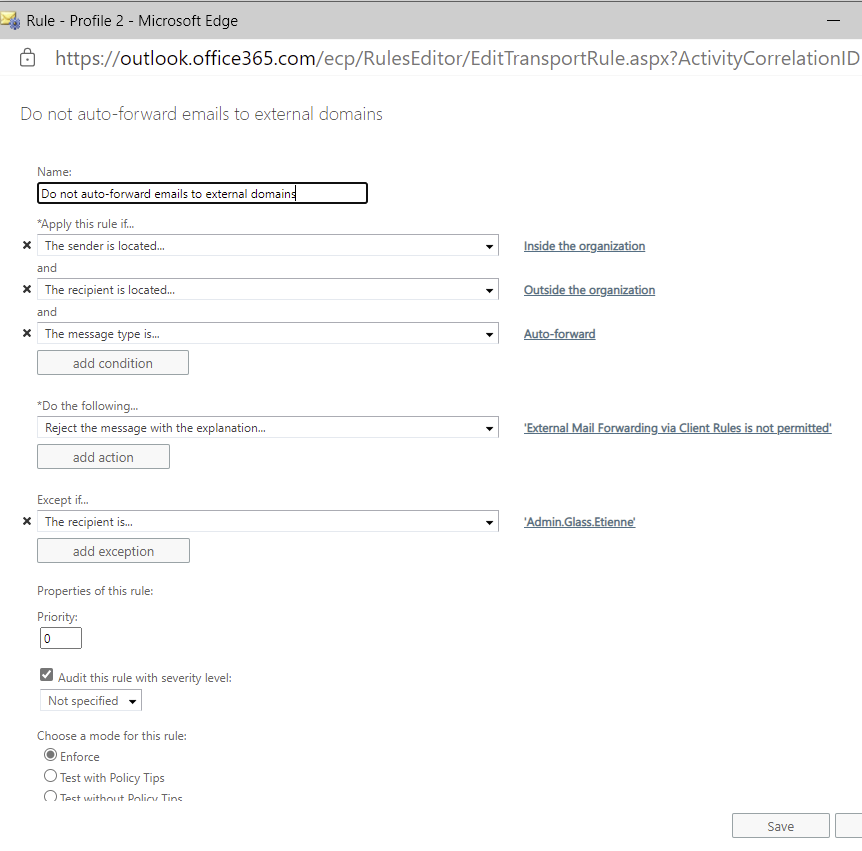 Rule - Profile 2 - Microsoft Edge
https://outlook.office365.com/ecp/RulesEditor/EditTransportRule.aspx?ActivityCorrelationID
Do not auto-forward emails to external domains
Name:
Do not auto-forward emails to external domains
*Apply this rule if...
The sender is located... Inside the organization
and
The recipient is located... Outside the organization
and
The message type is... Auto-forward
add condition
*Do the following...
Reject the message with the explanation... 'External Mail Forwarding via Client Rules is not permitted'
add action
Except if...
The recipient is... 'Admin.Glass.Etienne'
add exception
Properties of this rule:
Priority:
0
Audit this rule with severity level:
Not specified
Choose a mode for this rule:
Enforce
Test with Policy Tips
Test without Policy Tips
Save